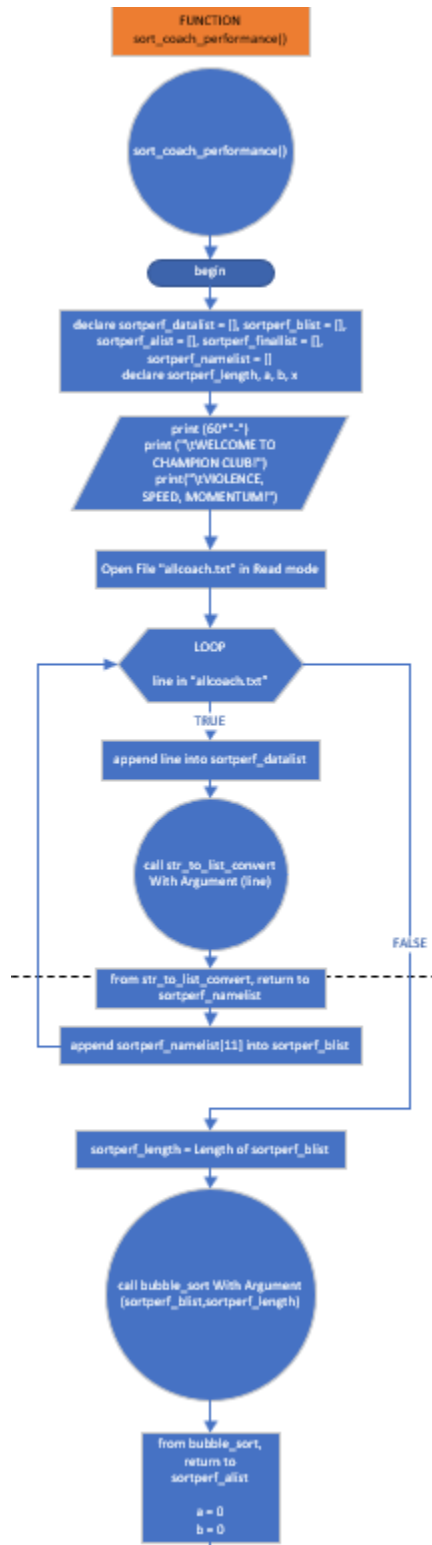 FUNCTION
sort_coach_performance()
sort_coach_performance()
begin
declare sortperf_datalist = [], sortperf_blist = [],
sortperf_alist = [], sortperf_finallist = [],
sortperf_namelist = []
declare sortperf_length, a, b, x
print (60*"-")
print ("\tWELCOME TO
CHAMPION CLUB!")
print("\tVIOLENCE,
SPEED, MOMENTUM!")
Open File "allcoach.txt" in Read mode
LOOP
line in "allcoach.txt"
TRUE
append line into sortperf_datalist
call str_to_list_convert
With Argument (line)
FALSE
from str_to_list_convert, return to
sortperf_namelist
append sortperf_namelist[11] into sortperf_blist
sortperf_length = Length of sortperf_blist
call bubble_sort With Argument
(sortperf_blist,sortperf_length)
from bubble_sort,
return to
sortperf_alist
a = 0
b = 0